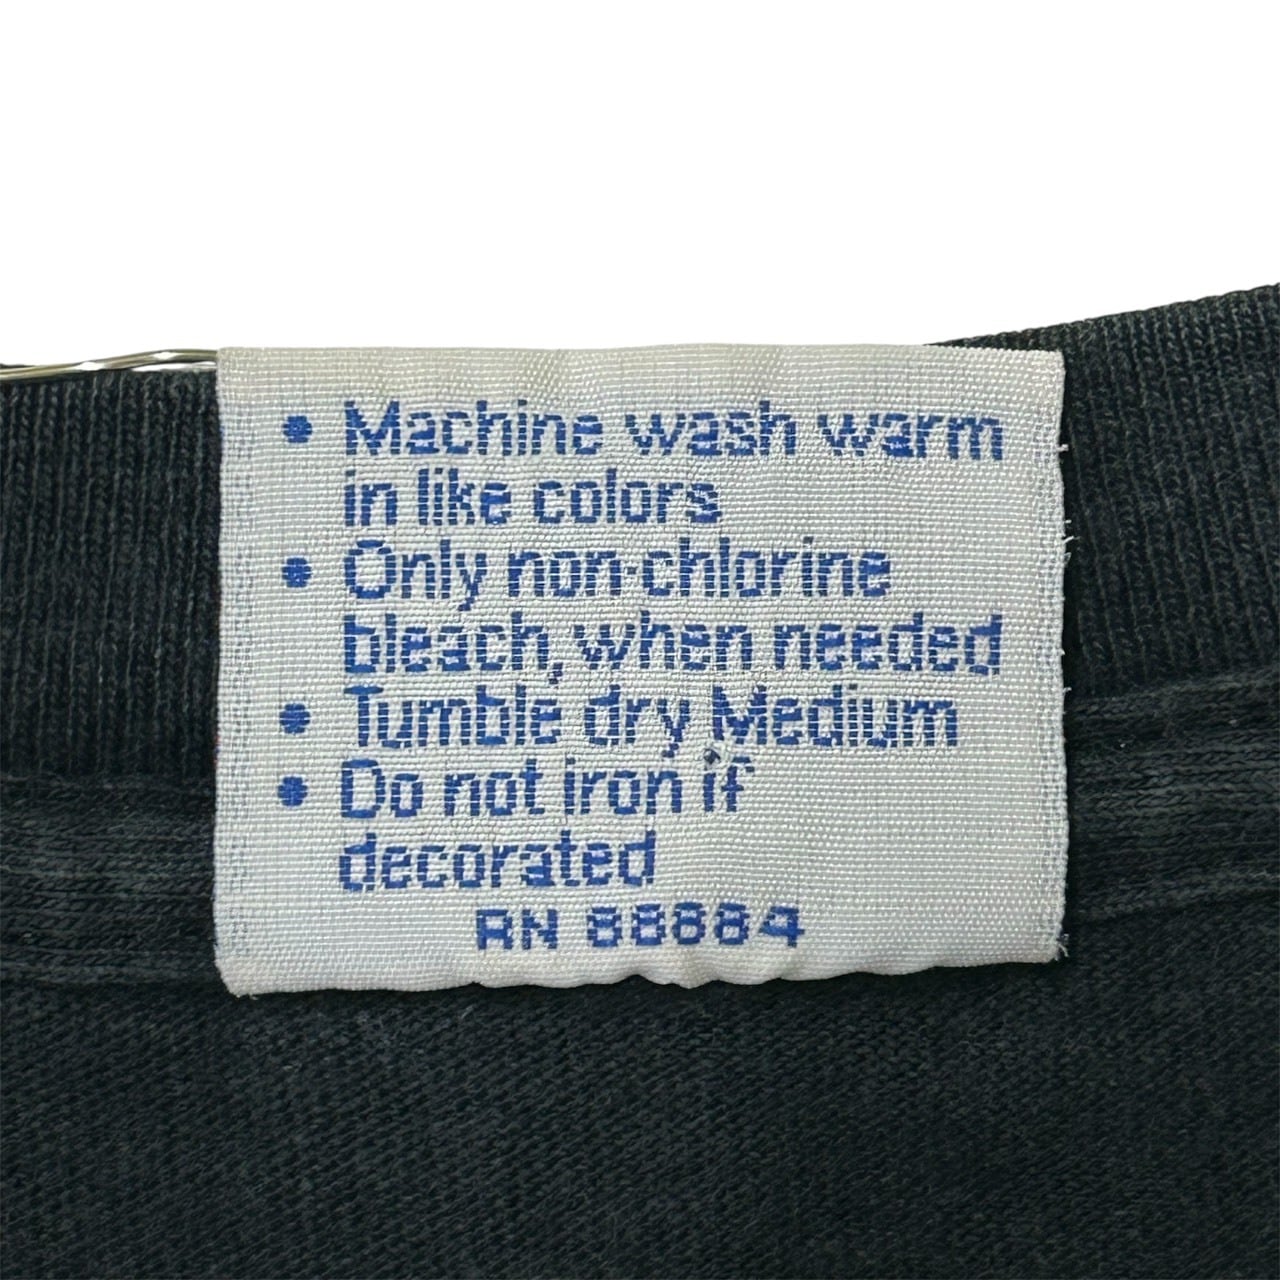 • Machine wash warm
in like colors
• Only non-chlorine
bleach, when needed
• Tumble dry Medium
• Do not iron if
decorated
RN 88884